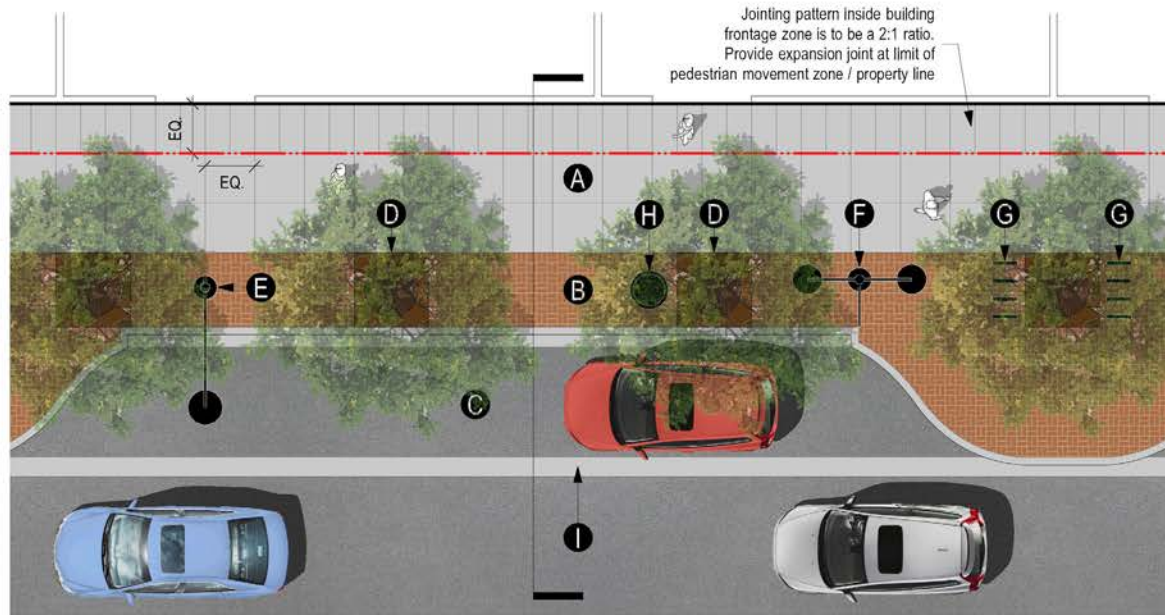 Jointing pattern inside building
frontage zone is to be a 2:1 ratio.
Provide expansion joint at limit of
pedestrian movement zone / property line
EQ.
EQ.
A
D
H
D
F
G
G
E
B
C
I